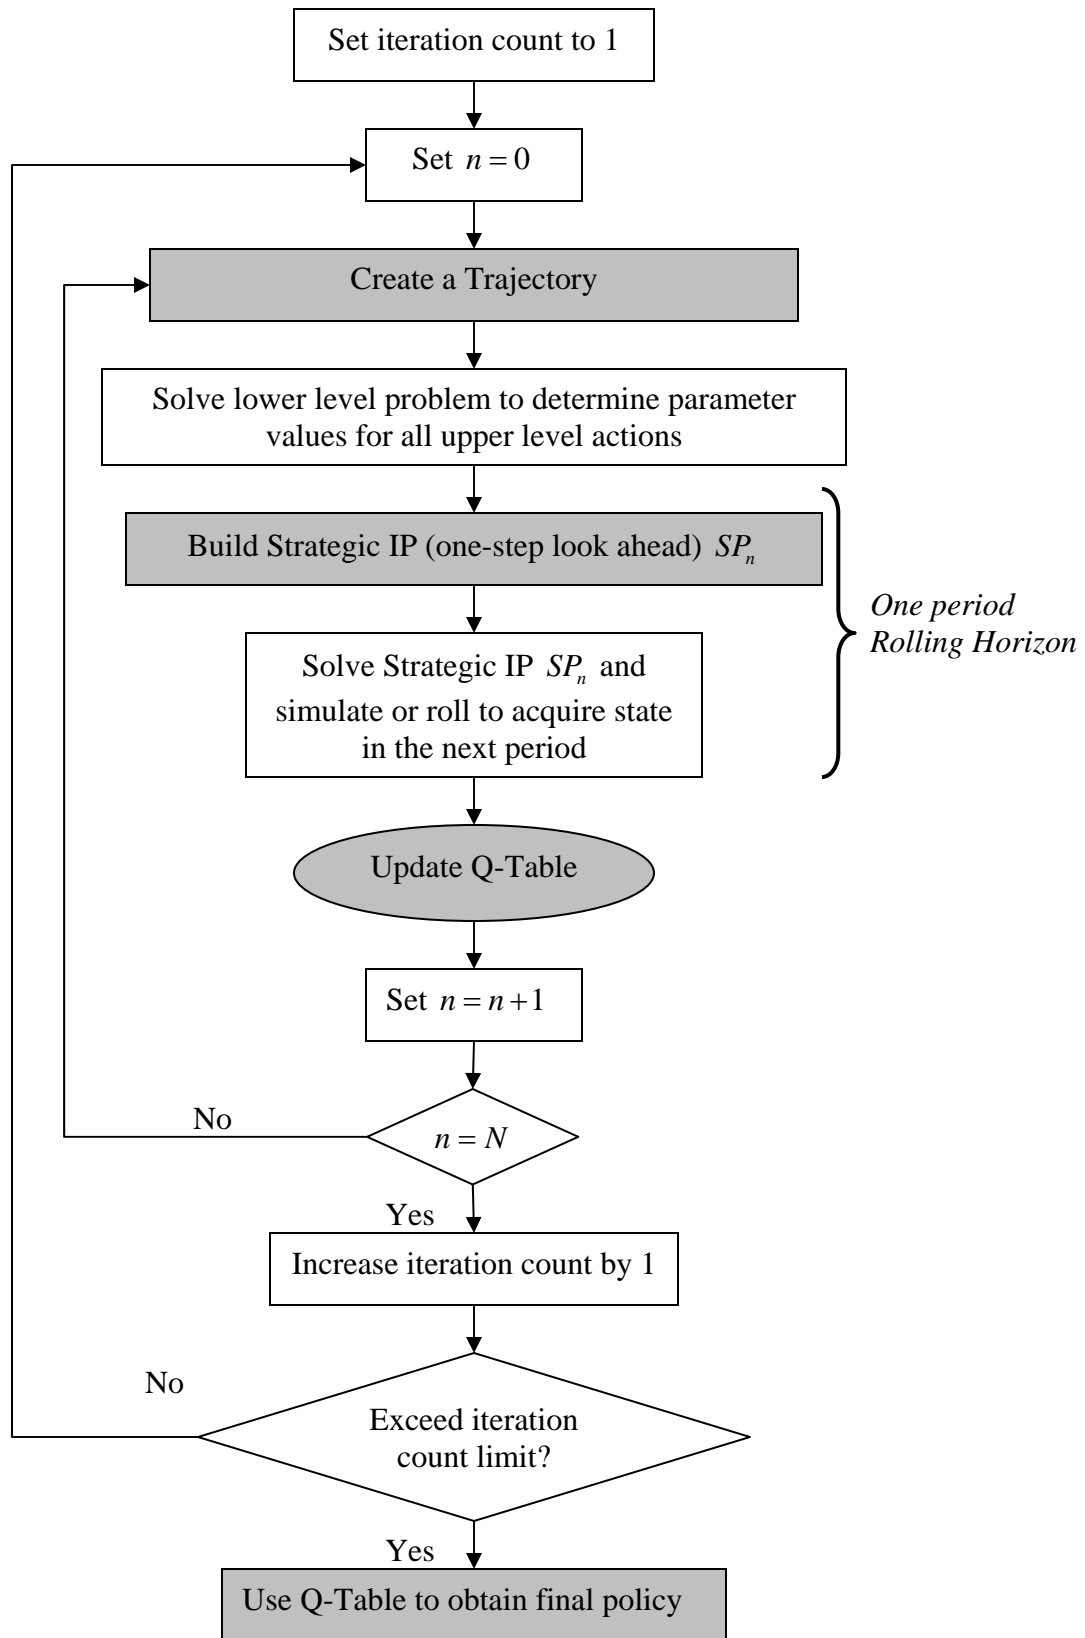 Set iteration count to 1
Set n = 0
Create a Trajectory
Solve lower level problem to determine parameter
values for all upper level actions
Build Strategic IP (one-step look ahead) SPₙ
One period
Rolling Horizon
Solve Strategic IP SPₙ and
simulate or roll to acquire state
in the next period
Update Q-Table
Set n = n + 1
No
n = N
Yes
Increase iteration count by 1
No
Exceed iteration
count limit?
Yes
Use Q-Table to obtain final policy